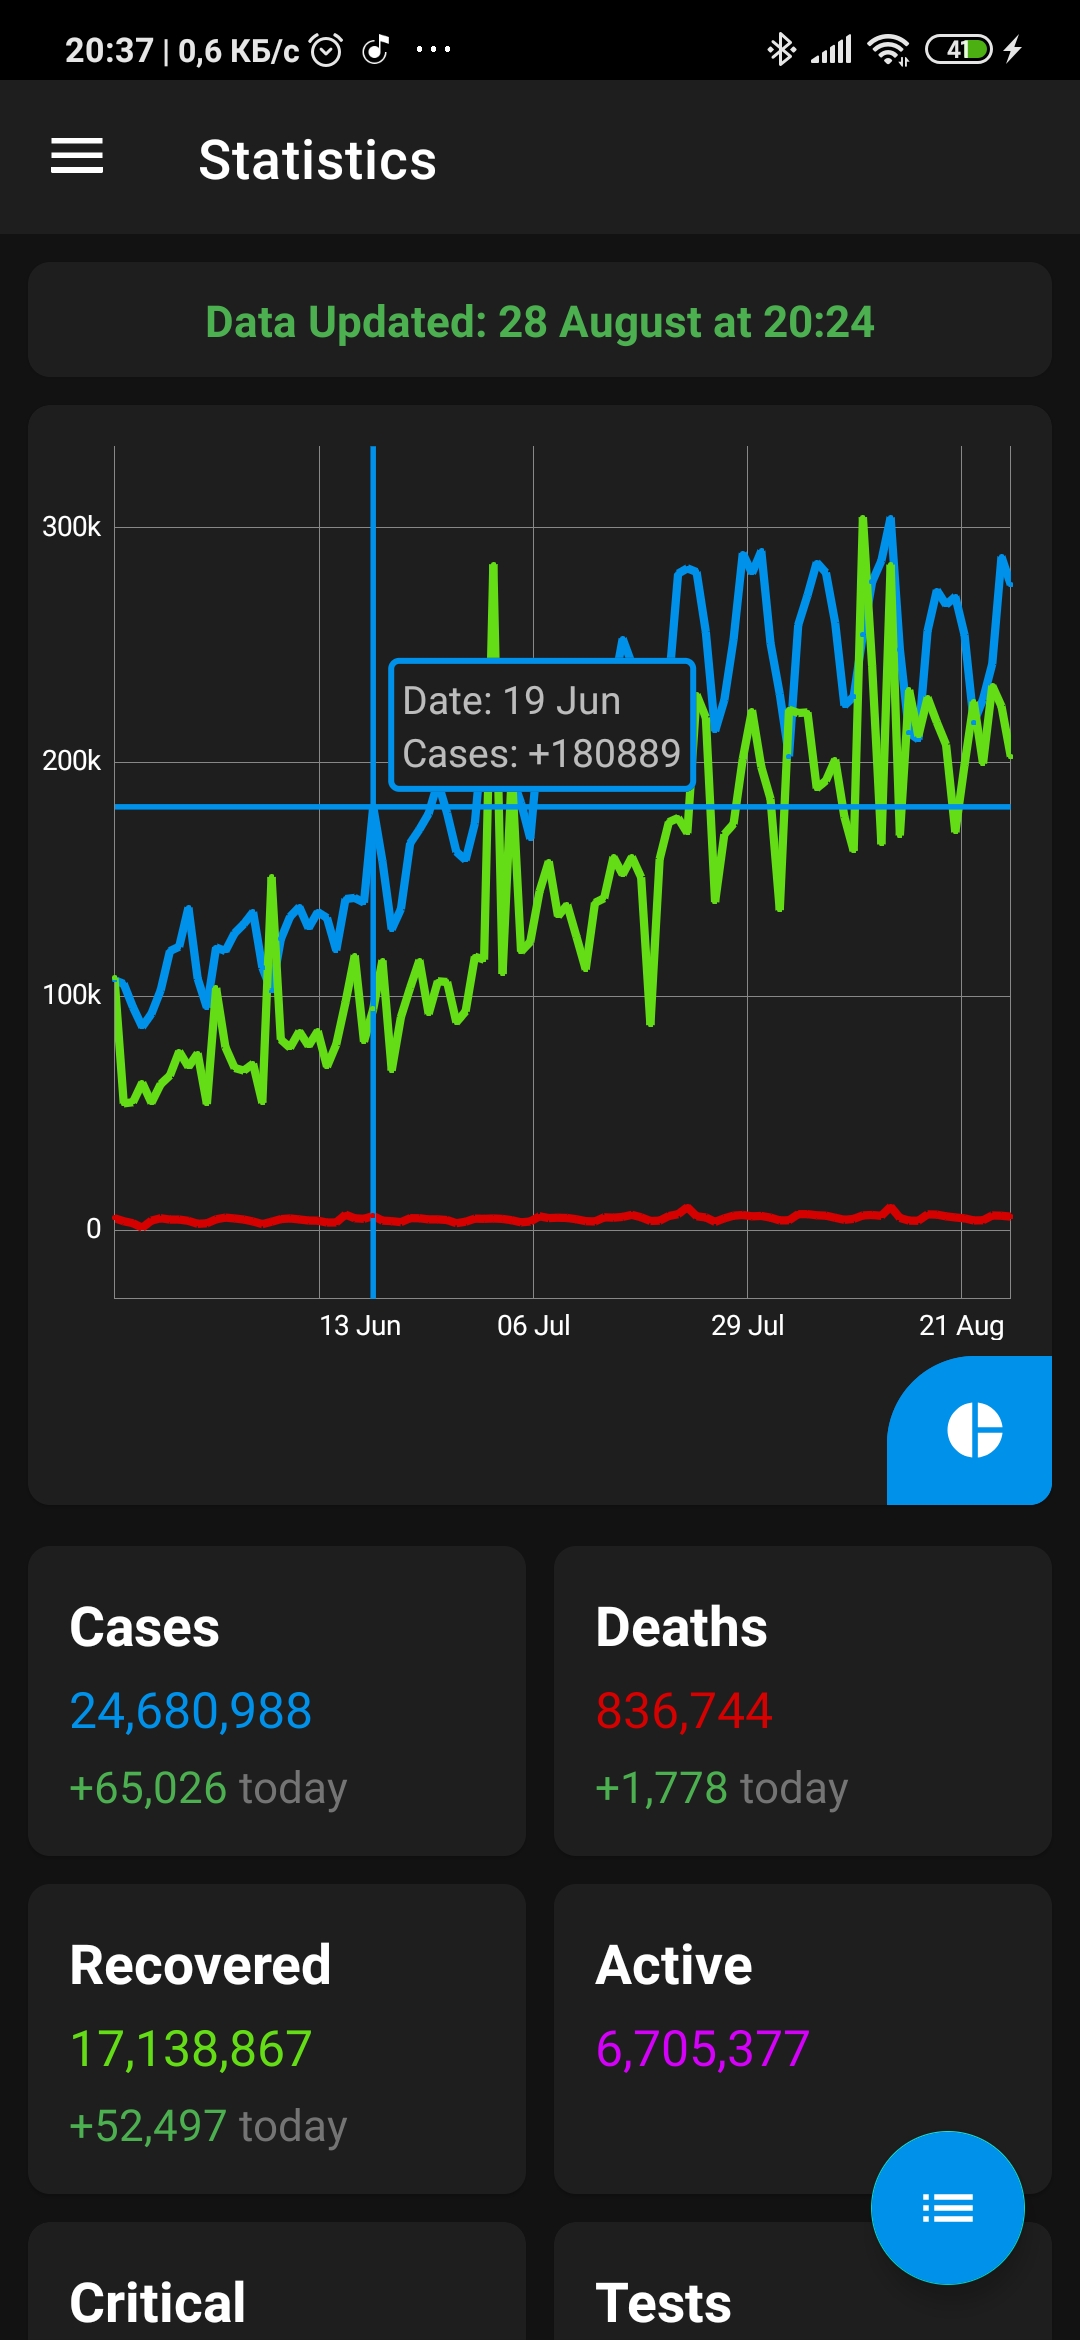 20:37 | 0,6 КБ/с
41
Statistics
Data Updated: 28 August at 20:24
300k
200k
100k
0
Date: 19 Jun
Cases: +180889
13 Jun
06 Jul
29 Jul
21 Aug
Cases
24,680,988
+65,026 today
Deaths
836,744
+1,778 today
Recovered
17,138,867
+52,497 today
Active
6,705,377
Critical
Tests